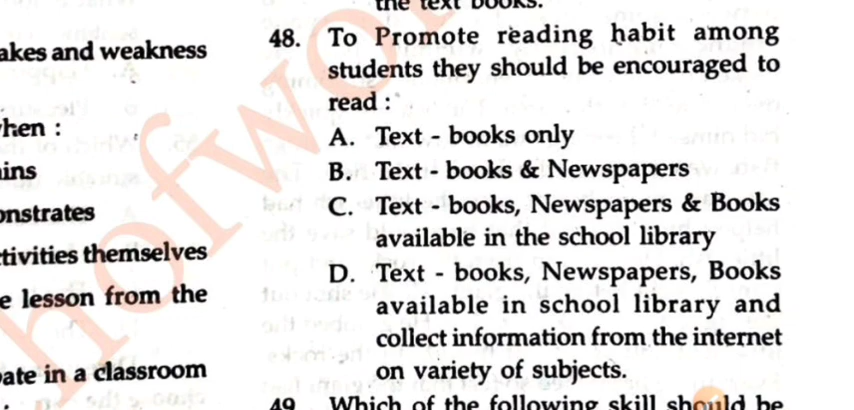 the text books.
akes and weakness
hen :
ins
onstrates
tivities themselves
e lesson from the
ate in a classroom
48. To Promote reading habit among
students they should be encouraged to
read :
A. Text - books only
B. Text - books & Newspapers
C. Text - books, Newspapers & Books
available in the school library
D. Text - books, Newspapers, Books
available in school library and
collect information from the internet
on variety of subjects.
49 Which of the following skill should be
hofwo